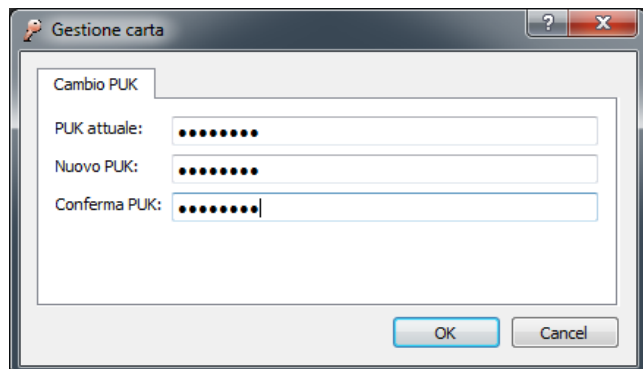 Gestione carta
Cambio PUK
PUK attuale: ●●●●●●●●
Nuovo PUK: ●●●●●●●●
Conferma PUK: ●●●●●●●●
OK Cancel